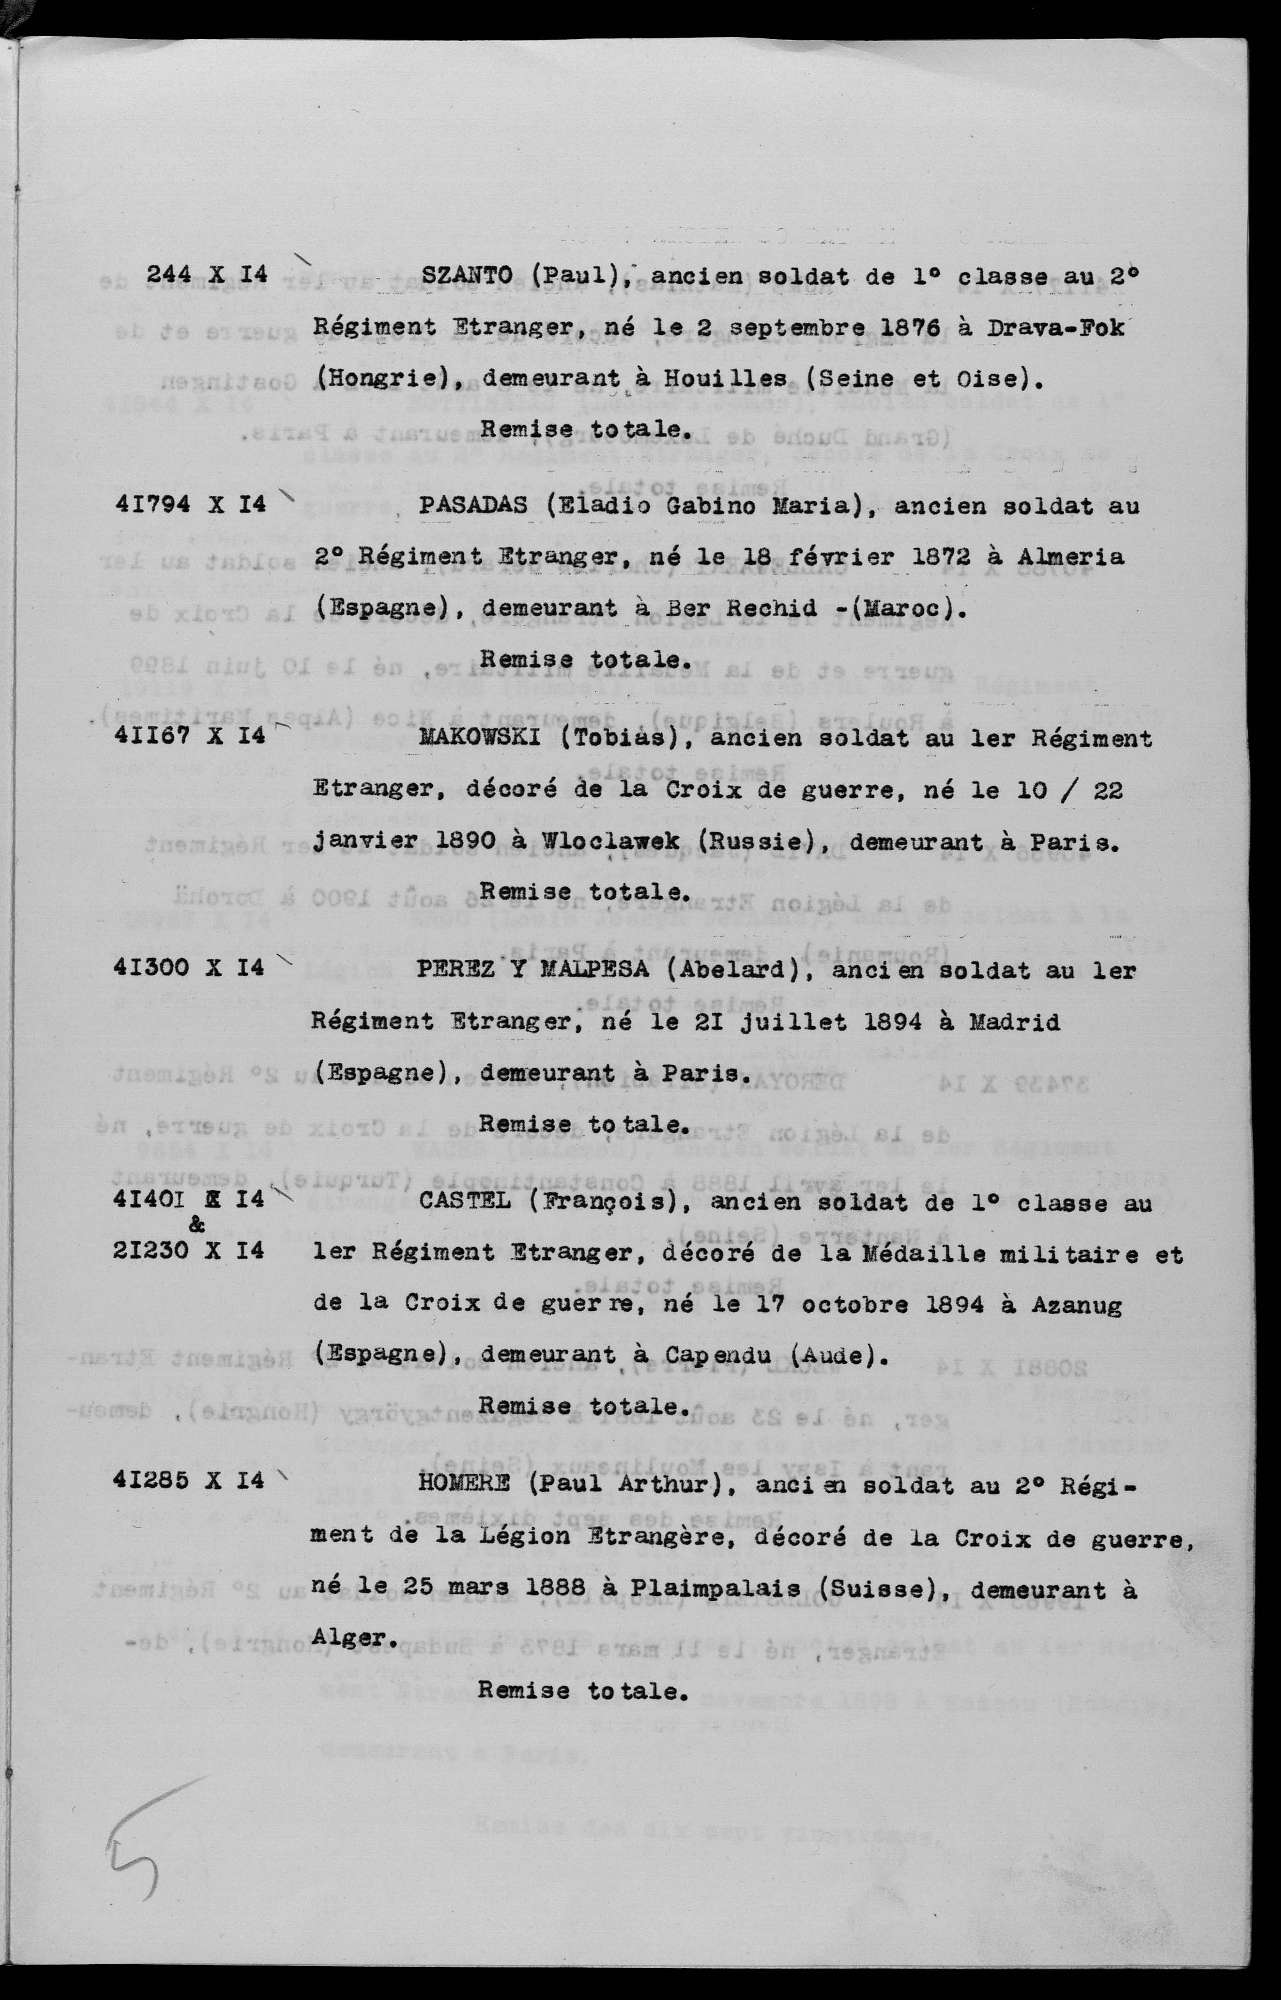 244 X I4 SZANTO (Paul), ancien soldat de 1° classe au 2°
Régiment Etranger, né le 2 septembre 1876 à Drava-Fok
(Hongrie), demeurant à Houilles (Seine et Oise).
Remise totale.
4I794 X I4 PASADAS (Eladio Gabino Maria), ancien soldat au
2° Régiment Etranger, né le 18 février 1872 à Almeria
(Espagne), demeurant à Ber Rechid -(Maroc).
Remise totale.
4II67 X I4 MAKOWSKI (Tobias), ancien soldat au 1er Régiment
Etranger, décoré de la Croix de guerre, né le 10 / 22
janvier 1890 à Wloclawek (Russie), demeurant à Paris.
Remise totale.
4I300 X I4 PEREZ Y MALPESA (Abelard), ancien soldat au 1er
Régiment Etranger, né le 2I juillet 1894 à Madrid
(Espagne), demeurant à Paris.
Remise totale.
4I40I X I4 CASTEL (François), ancien soldat de 1° classe au
&
2I230 X I4 1er Régiment Etranger, décoré de la Médaille militaire et
de la Croix de guerre, né le 17 octobre 1894 à Azanug
(Espagne), demeurant à Capendu (Aude).
Remise totale.
4I285 X I4 HOMERE (Paul Arthur), ancien soldat au 2° Régi-
ment de la Légion Etrangère, décoré de la Croix de guerre,
né le 25 mars 1888 à Plaimpalais (Suisse), demeurant à
Alger.
Remise totale.
5